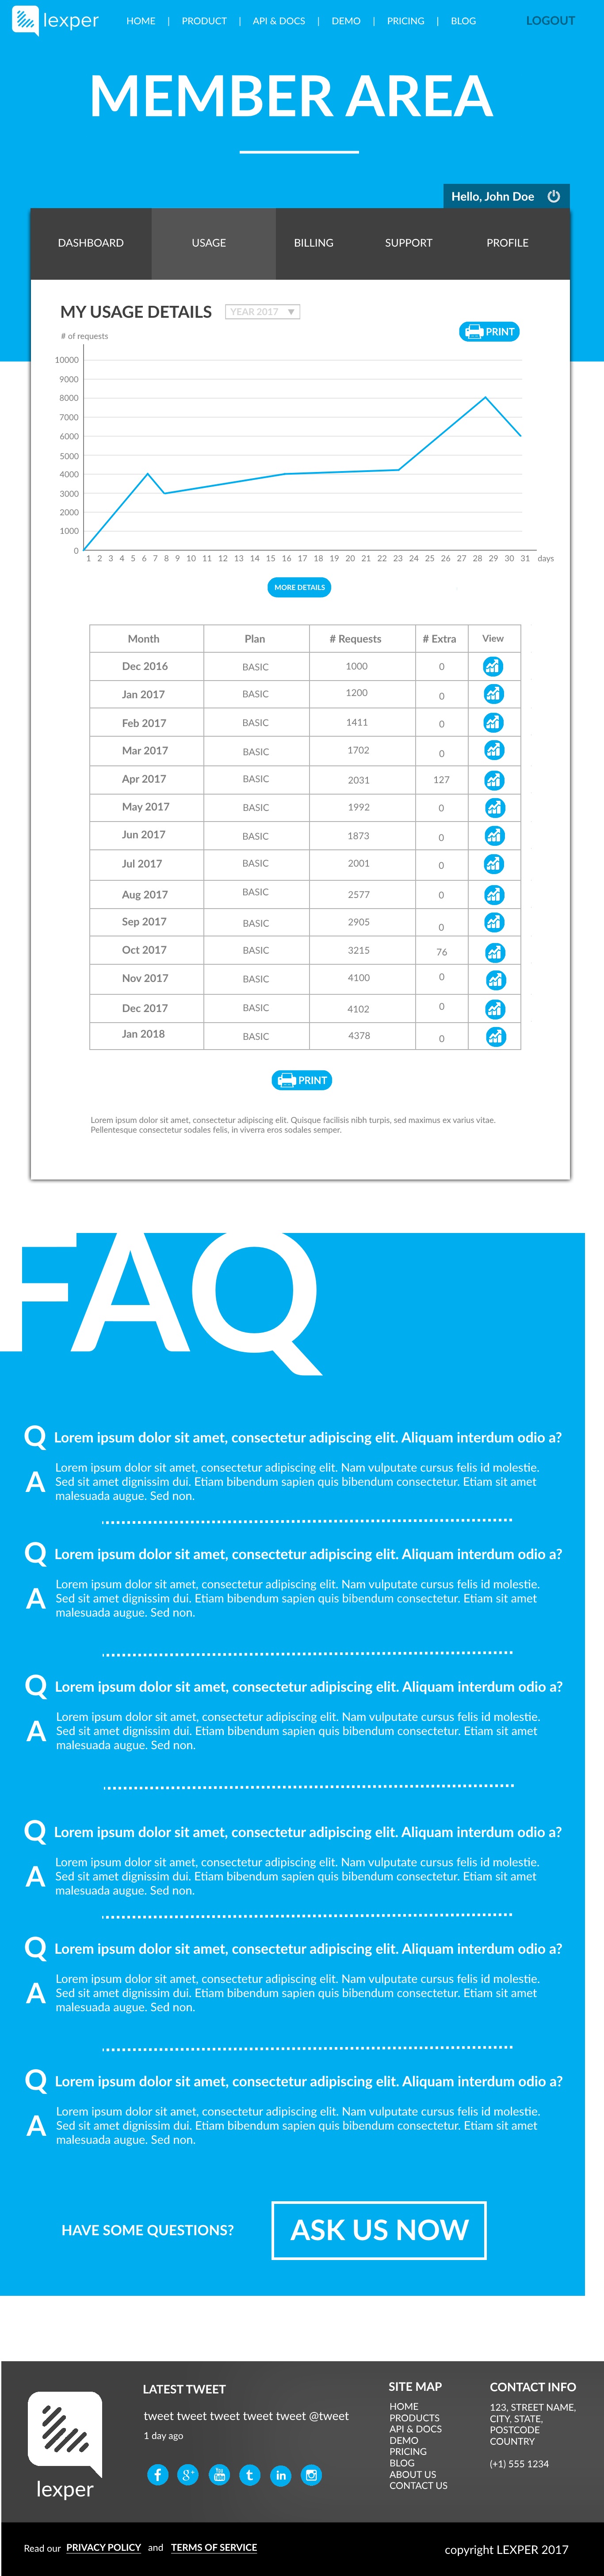 lexper
HOME | PRODUCT | API & DOCS | DEMO | PRICING | BLOG
LOGOUT
MEMBER AREA
Hello, John Doe
DASHBOARD USAGE BILLING SUPPORT PROFILE
MY USAGE DETAILS YEAR 2017
PRINT
# of requests
10000
9000
8000
7000
6000
5000
4000
3000
2000
1000
0
1 2 3 4 5 6 7 8 9 10 11 12 13 14 15 16 17 18 19 20 21 22 23 24 25 26 27 28 29 30 31 days
MORE DETAILS
Month Plan # Requests # Extra View
Dec 2016 BASIC 1000 0
Jan 2017 BASIC 1200 0
Feb 2017 BASIC 1411 0
Mar 2017 BASIC 1702 0
Apr 2017 BASIC 2031 127
May 2017 BASIC 1992 0
Jun 2017 BASIC 1873 0
Jul 2017 BASIC 2001 0
Aug 2017 BASIC 2577 0
Sep 2017 BASIC 2905 0
Oct 2017 BASIC 3215 76
Nov 2017 BASIC 4100 0
Dec 2017 BASIC 4102 0
Jan 2018 BASIC 4378 0
PRINT
Lorem ipsum dolor sit amet, consectetur adipiscing elit. Quisque facilisis nibh turpis, sed maximus ex varius vitae.
Pellentesque consectetur sodales felis, in viverra eros sodales semper.
FAQ
Q Lorem ipsum dolor sit amet, consectetur adipiscing elit. Aliquam interdum odio a?
A Lorem ipsum dolor sit amet, consectetur adipiscing elit. Nam vulputate cursus felis id molestie.
Sed sit amet dignissim dui. Etiam bibendum sapien quis bibendum consectetur. Etiam sit amet
malesuada augue. Sed non.
Q Lorem ipsum dolor sit amet, consectetur adipiscing elit. Aliquam interdum odio a?
A Lorem ipsum dolor sit amet, consectetur adipiscing elit. Nam vulputate cursus felis id molestie.
Sed sit amet dignissim dui. Etiam bibendum sapien quis bibendum consectetur. Etiam sit amet
malesuada augue. Sed non.
Q Lorem ipsum dolor sit amet, consectetur adipiscing elit. Aliquam interdum odio a?
A Lorem ipsum dolor sit amet, consectetur adipiscing elit. Nam vulputate cursus felis id molestie.
Sed sit amet dignissim dui. Etiam bibendum sapien quis bibendum consectetur. Etiam sit amet
malesuada augue. Sed non.
Q Lorem ipsum dolor sit amet, consectetur adipiscing elit. Aliquam interdum odio a?
A Lorem ipsum dolor sit amet, consectetur adipiscing elit. Nam vulputate cursus felis id molestie.
Sed sit amet dignissim dui. Etiam bibendum sapien quis bibendum consectetur. Etiam sit amet
malesuada augue. Sed non.
Q Lorem ipsum dolor sit amet, consectetur adipiscing elit. Aliquam interdum odio a?
A Lorem ipsum dolor sit amet, consectetur adipiscing elit. Nam vulputate cursus felis id molestie.
Sed sit amet dignissim dui. Etiam bibendum sapien quis bibendum consectetur. Etiam sit amet
malesuada augue. Sed non.
Q Lorem ipsum dolor sit amet, consectetur adipiscing elit. Aliquam interdum odio a?
A Lorem ipsum dolor sit amet, consectetur adipiscing elit. Nam vulputate cursus felis id molestie.
Sed sit amet dignissim dui. Etiam bibendum sapien quis bibendum consectetur. Etiam sit amet
malesuada augue. Sed non.
HAVE SOME QUESTIONS? ASK US NOW
lexper
LATEST TWEET
tweet tweet tweet tweet tweet @tweet
1 day ago
f g+ You Tube t in
SITE MAP
HOME
PRODUCTS
API & DOCS
DEMO
PRICING
BLOG
ABOUT US
CONTACT US
CONTACT INFO
123, STREET NAME,
CITY, STATE,
POSTCODE
COUNTRY
(+1) 555 1234
Read our PRIVACY POLICY and TERMS OF SERVICE
copyright LEXPER 2017